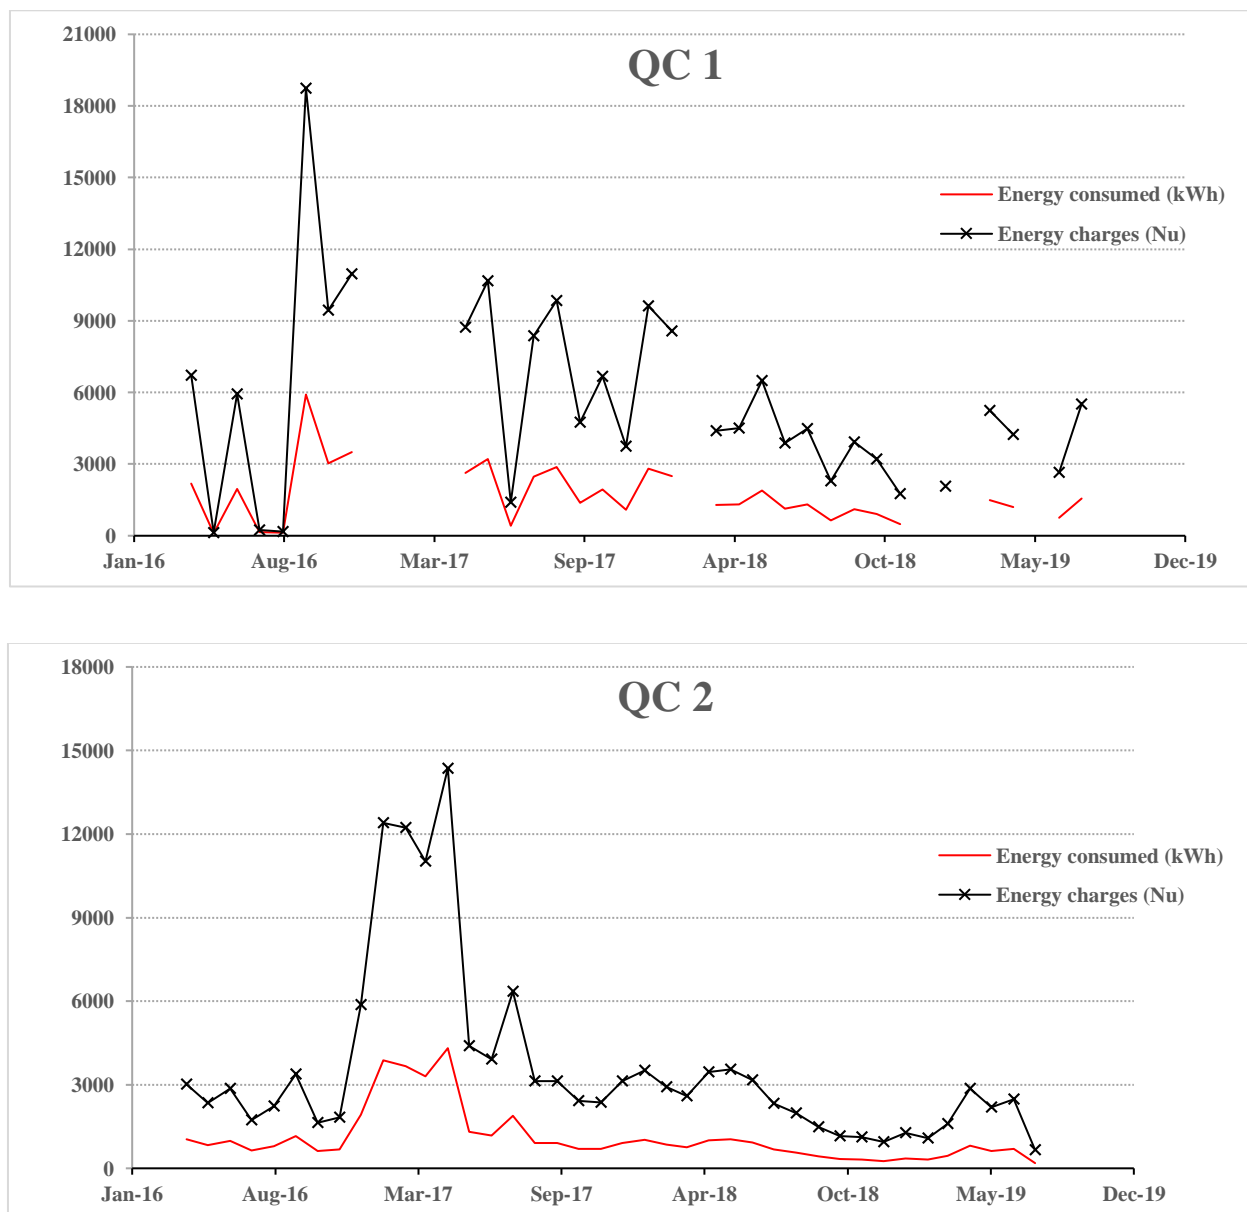 QC 1
21000
18000
15000
12000
9000
6000
3000
0
Energy consumed (kWh)
Energy charges (Nu)
Jan-16 Aug-16 Mar-17 Sep-17 Apr-18 Oct-18 May-19 Dec-19
QC 2
18000
15000
12000
9000
6000
3000
0
Energy consumed (kWh)
Energy charges (Nu)
Jan-16 Aug-16 Mar-17 Sep-17 Apr-18 Oct-18 May-19 Dec-19